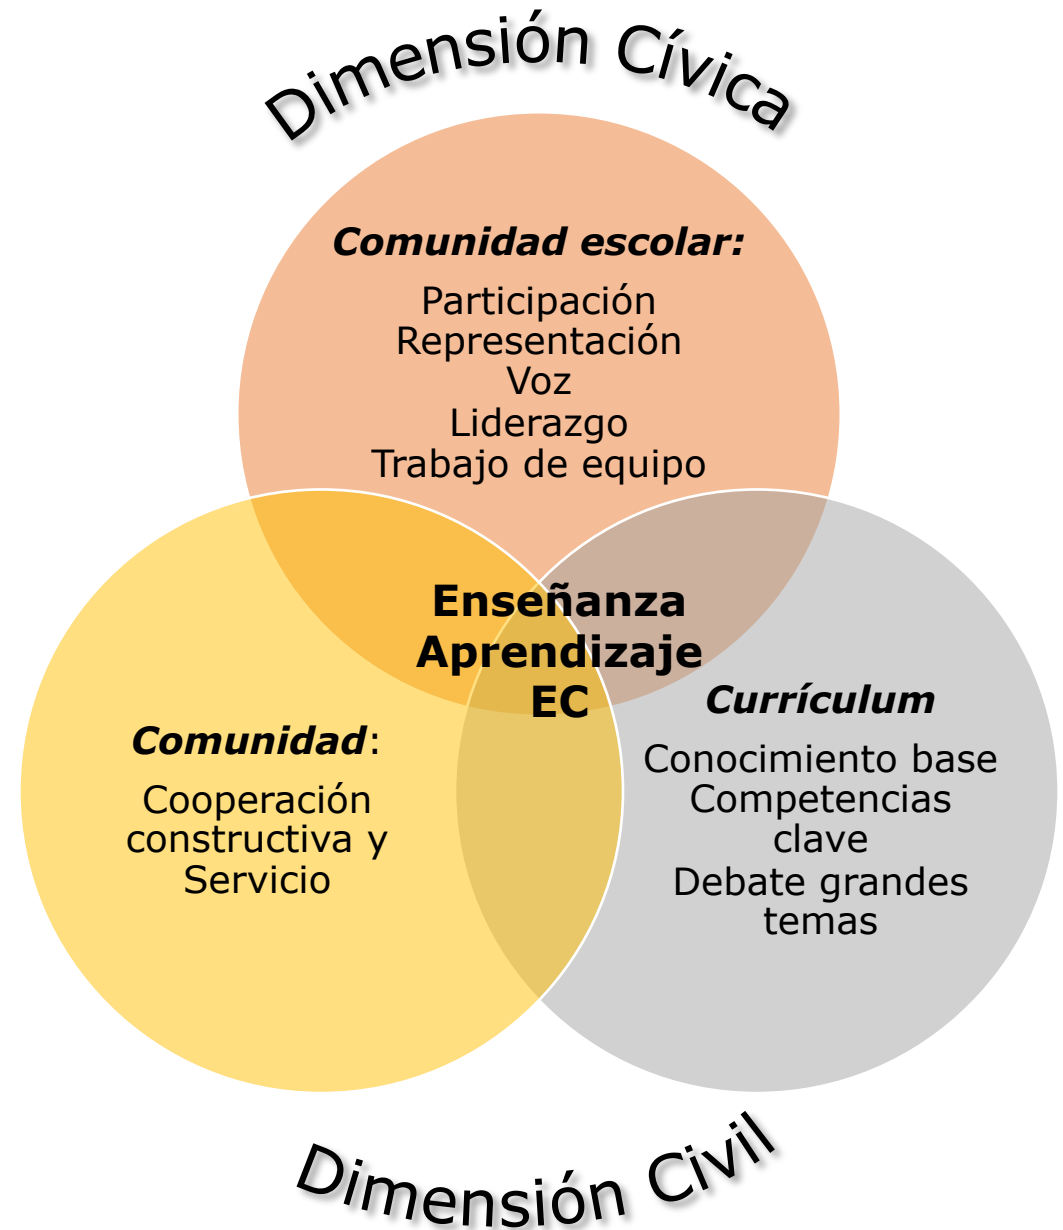 Dimensión Cívica
Comunidad escolar:
Participación
Representación
Voz
Liderazgo
Trabajo de equipo
Enseñanza
Aprendizaje
EC
Comunidad:
Cooperación
constructiva y
Servicio
Currículum
Conocimiento base
Competencias
clave
Debate grandes
temas
Dimensión Civil